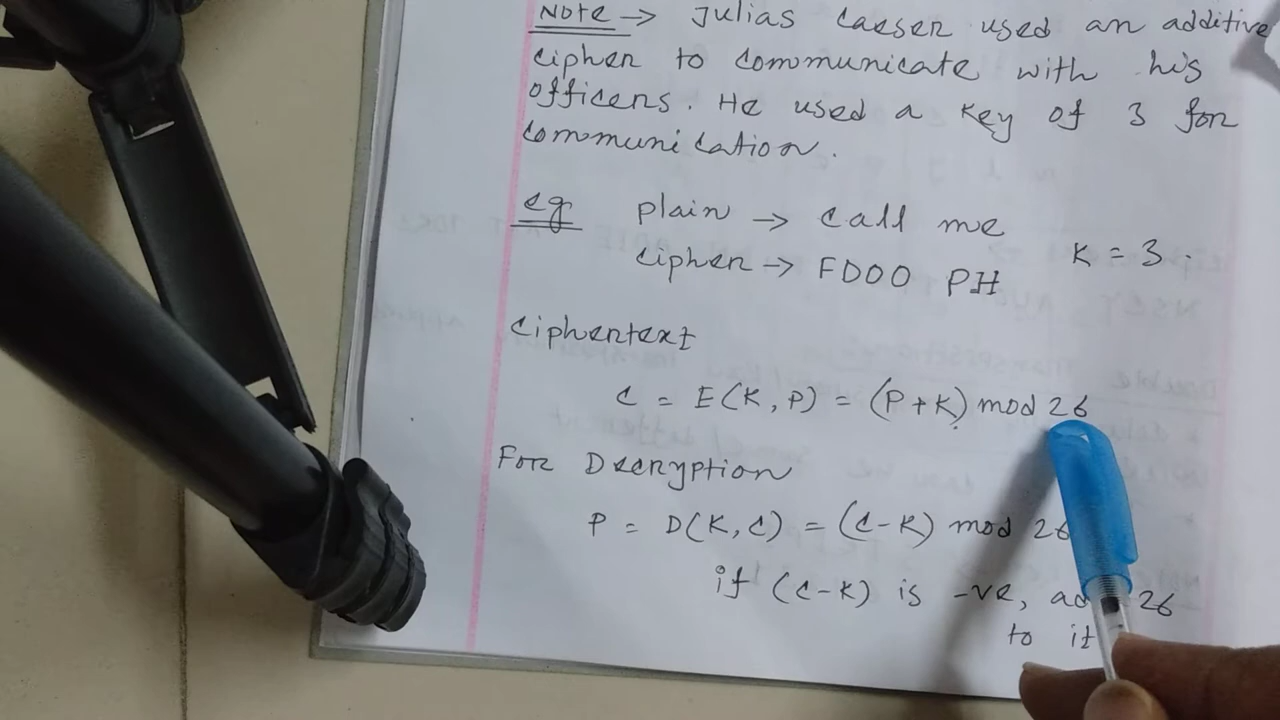 Note → Julias Caeser used an additive
cipher to communicate with his
officers. He used a key of 3 for
communication.
eg plain → call me
cipher → FDOO PH K = 3.
Ciphertext
C = E(K, P) = (P+K) mod 26
For Decryption
P = D(K, C) = (C-K) mod 26
if (C-K) is -ve, add 26
to it